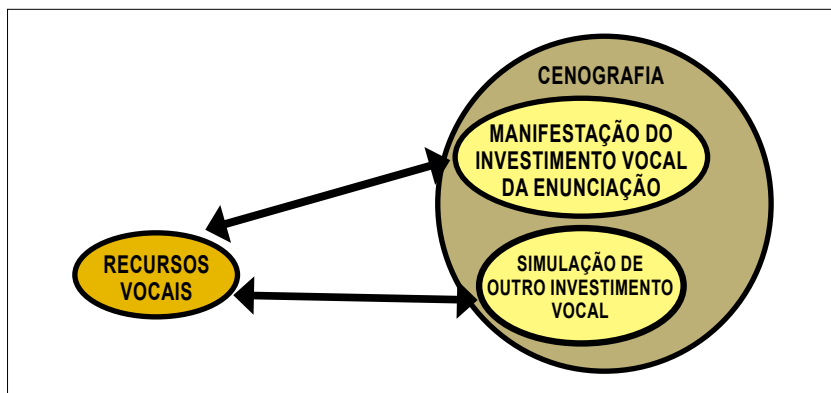 CENOGRAFIA
MANIFESTAÇÃO DO
INVESTIMENTO VOCAL
DA ENUNCIAÇÃO
RECURSOS
VOCAIS
SIMULAÇÃO DE
OUTRO INVESTIMENTO
VOCAL